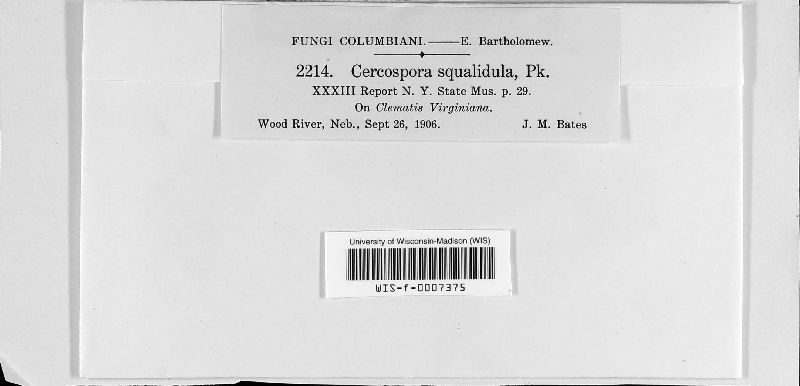 FUNGI COLUMBIANI.——E. Bartholomew.
2214. Cercospora squalidula, Pk.
XXXIII Report N. Y. State Mus. p. 29.
On Clematis Virginiana.
Wood River, Neb., Sept 26, 1906. J. M. Bates
University of Wisconsin-Madison (WIS)
WIS-f-0007375